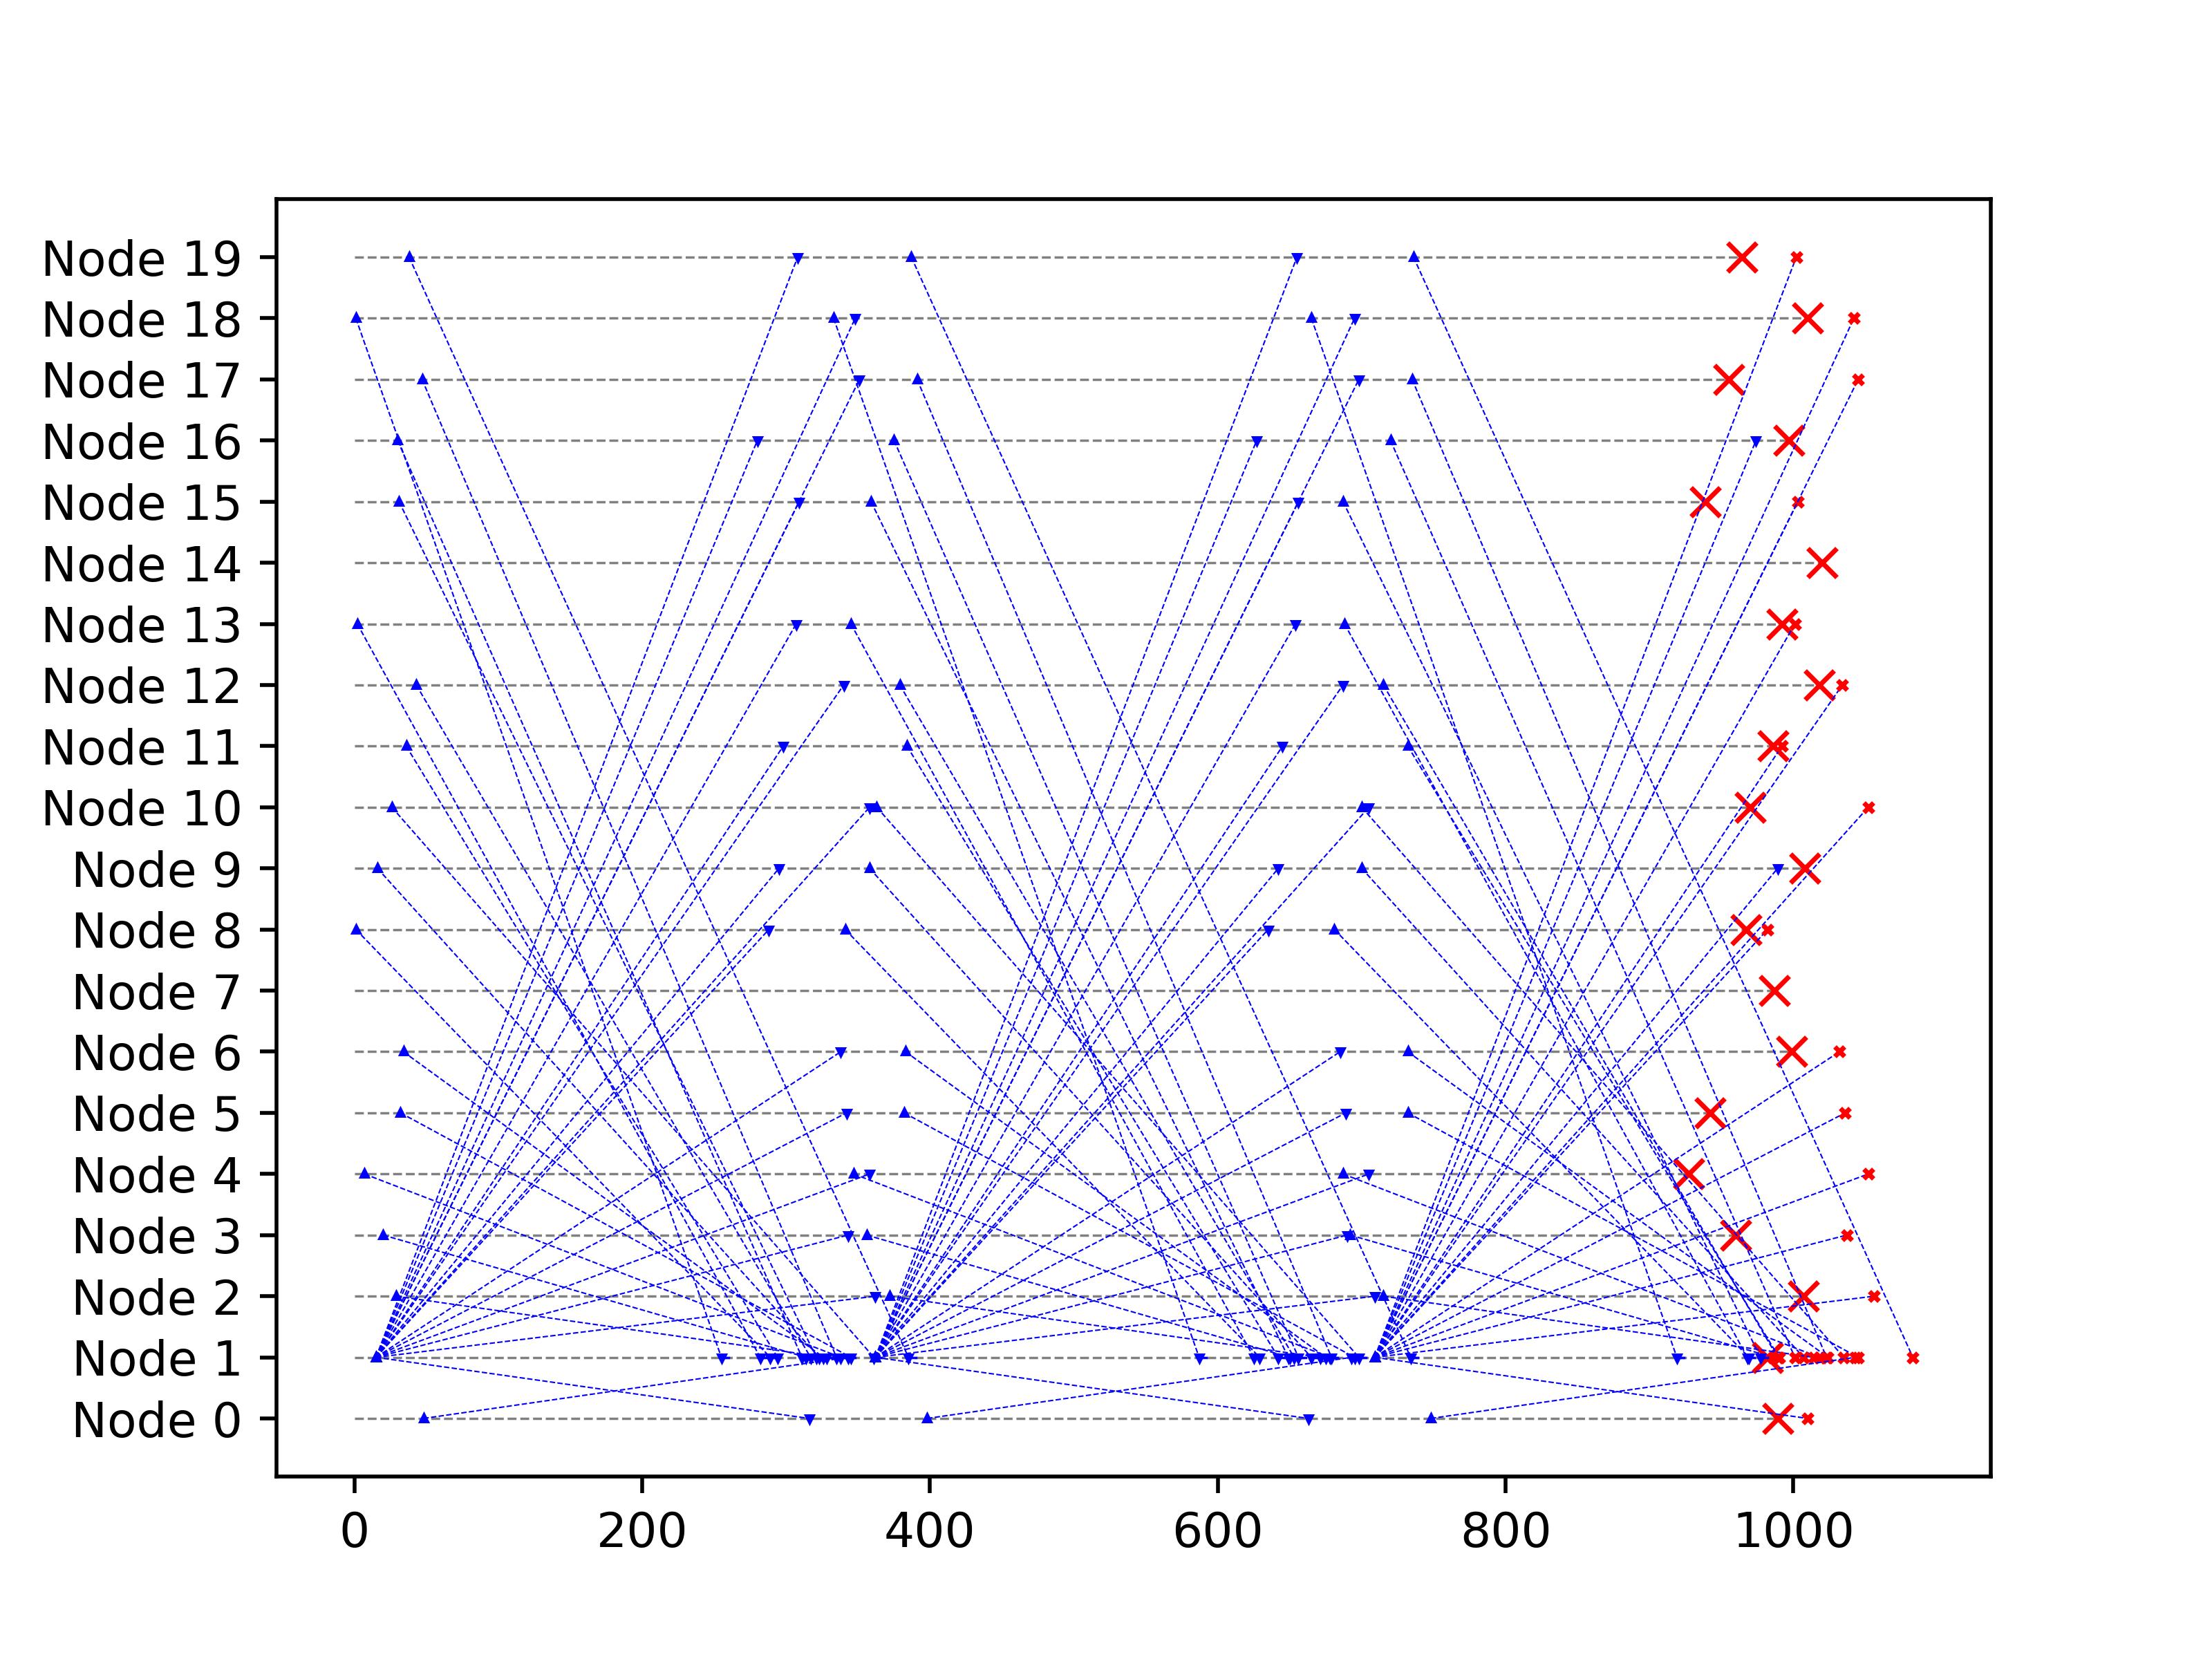 Node 19
Node 18
Node 17
Node 16
Node 15
Node 14
Node 13
Node 12
Node 11
Node 10
Node 9
Node 8
Node 7
Node 6
Node 5
Node 4
Node 3
Node 2
Node 1
Node 0
0 200 400 600 800 1000